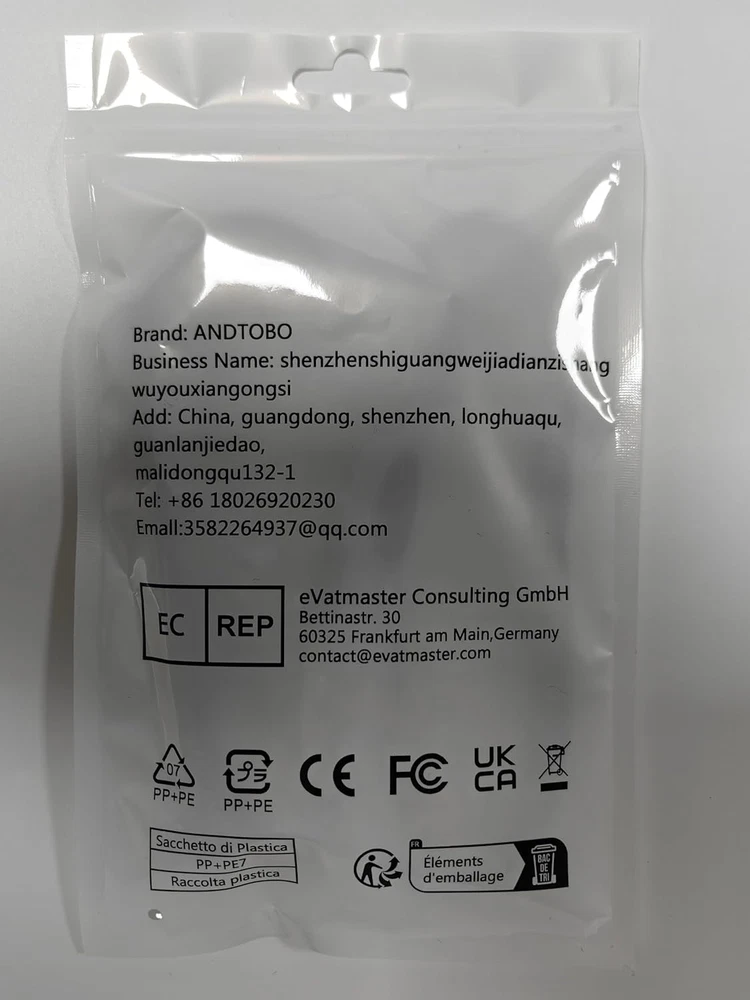 Brand: ANDTOBO
Business Name: shenzhenshiguangweijiadianzishang
wuyouxiangongsi
Add: China, guangdong, shenzhen, longhuaqu,
guanlanjiedao,
malidongqu132-1
Tel: +86 18026920230
Emall:3582264937@qq.com
EC REP
eVatmaster Consulting GmbH
Bettinastr. 30
60325 Frankfurt am Main,Germany
contact@evatmaster.com
07
PP+PE
プラ
PP+PE
CE
FC
UK
CA
Sacchetto di Plastica
PP+PE7
Raccolta plastica
FR
Éléments
d'emballage
BAC
DE
TRI